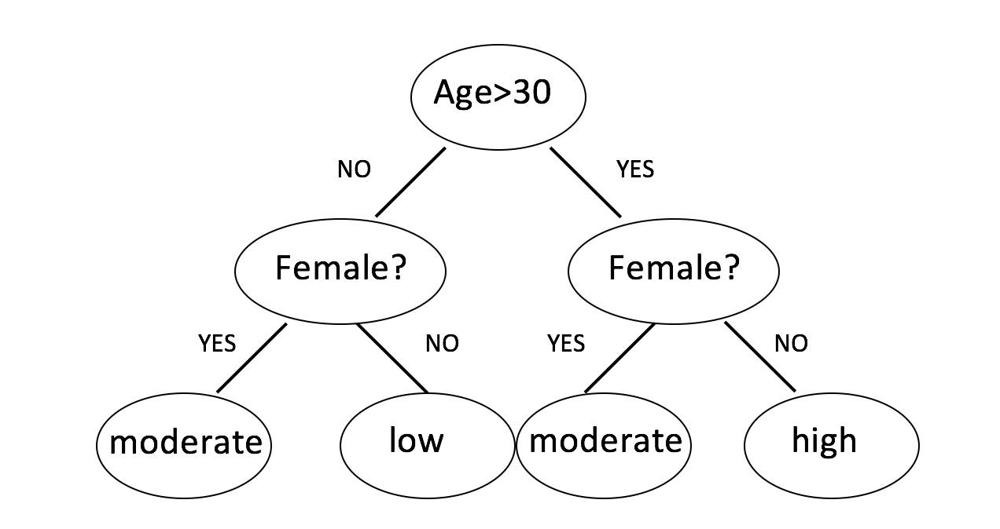 Age>30
NO
YES
Female?
Female?
YES
NO
YES
NO
moderate
low
moderate
high